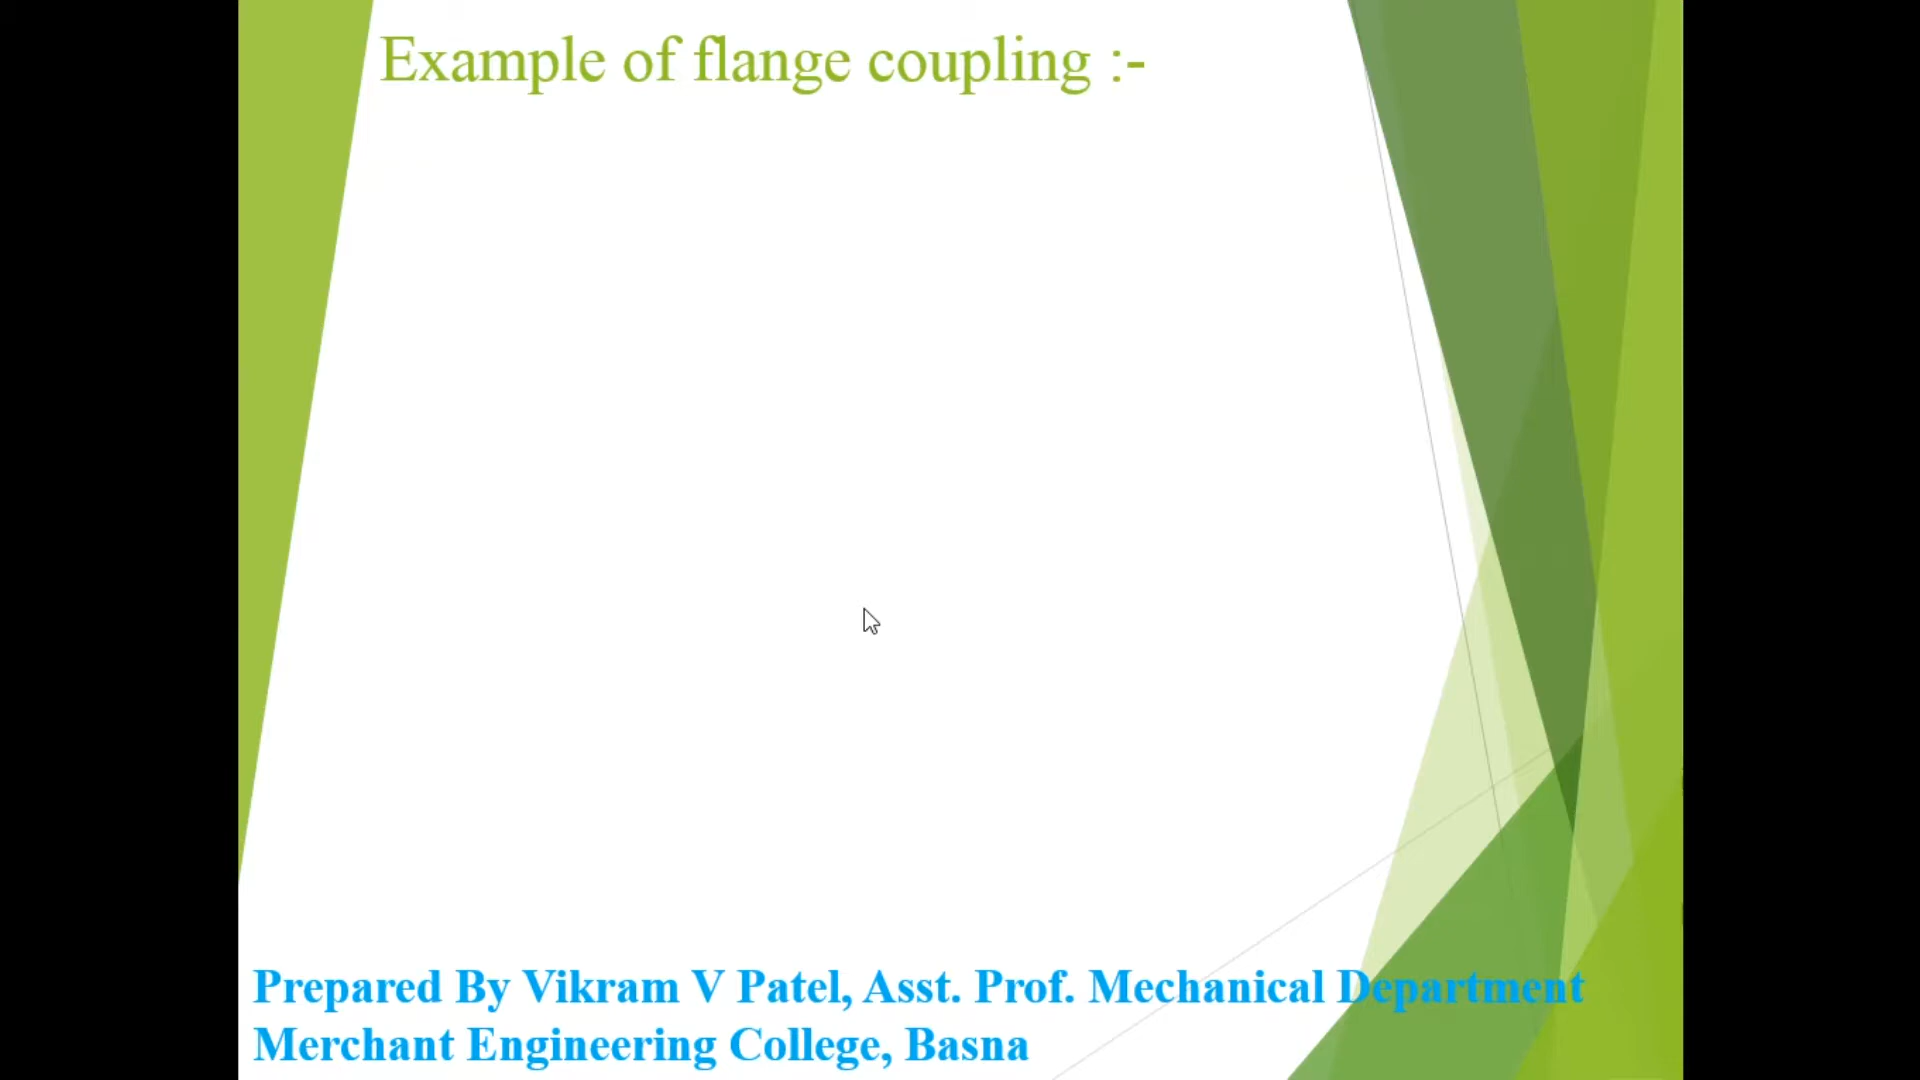 Example of flange coupling :-
Prepared By Vikram V Patel, Asst. Prof. Mechanical Department
Merchant Engineering College, Basna